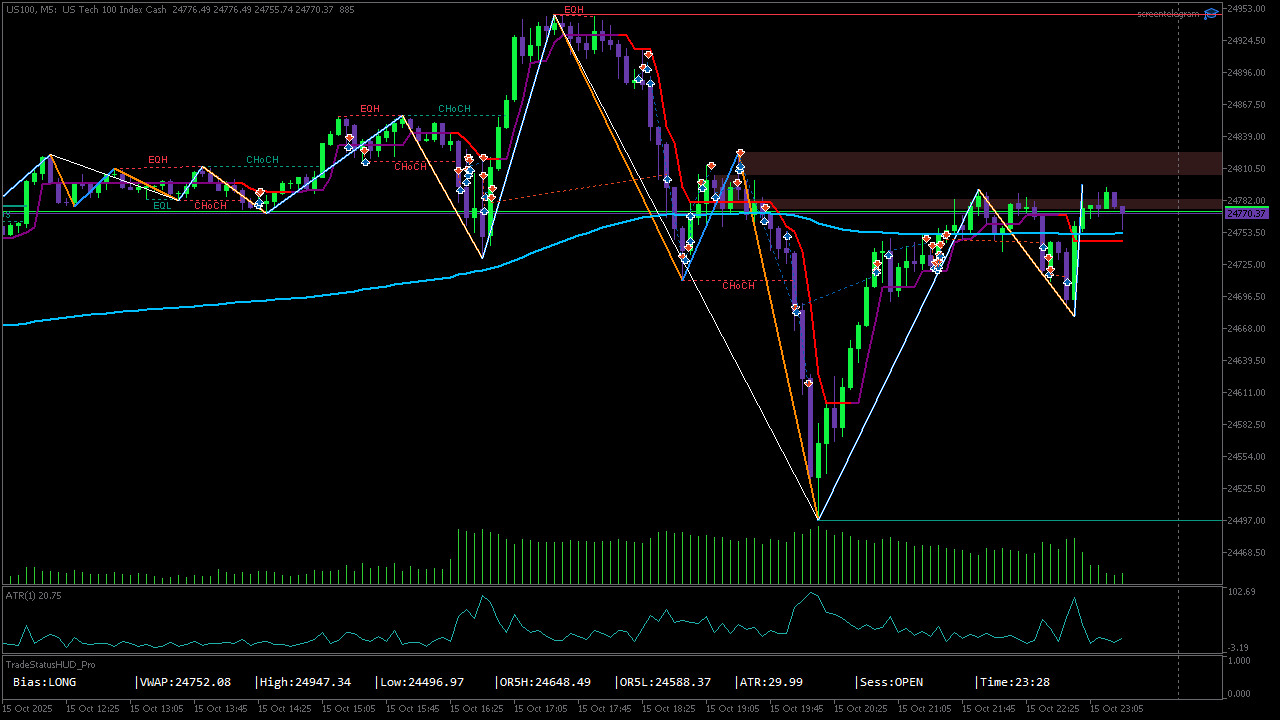 US100, M5: US Tech 100 Index Cash 24776.49 24776.49 24755.74 24770.37 885
screentelegram
EQH
24953.00
24924.50
24896.00
24867.50
24839.00
24810.50
24782.00
24770.37
24753.50
24725.00
24696.50
24668.00
24639.50
24611.00
24582.50
24554.00
24525.50
24497.00
24468.50
EQH
CHoCH
EQH
CHoCH
CHoCH
EQL
CHoCH
CHoCH
ATR(1) 20.75
102.69
-3.19
TradeStatusHUD_Pro
1.000
0.000
Bias:LONG |VWAP:24752.08 |High:24947.34 |Low:24496.97 |OR5H:24648.49 |OR5L:24588.37 |ATR:29.99 |Sess:OPEN |Time:23:28
15 Oct 2025 15 Oct 12:25 15 Oct 13:05 15 Oct 13:45 15 Oct 14:25 15 Oct 15:05 15 Oct 15:45 15 Oct 16:25 15 Oct 17:05 15 Oct 17:45 15 Oct 18:25 15 Oct 19:05 15 Oct 19:45 15 Oct 20:25 15 Oct 21:05 15 Oct 21:45 15 Oct 22:25 15 Oct 23:05